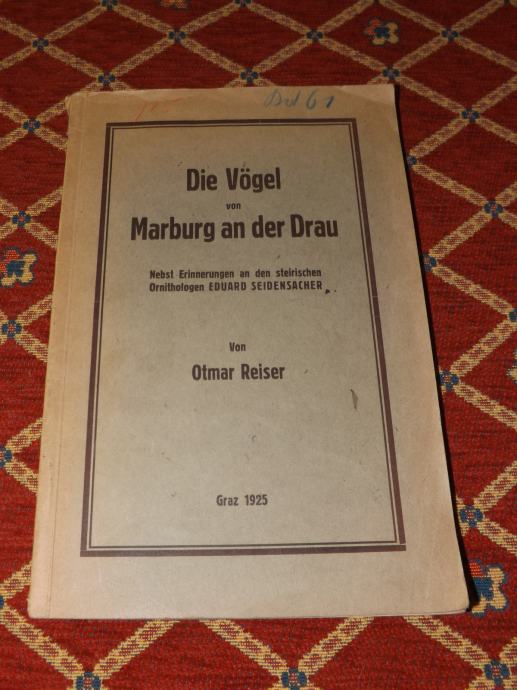 Die Vögel
von
Marburg an der Drau
Nebst Erinnerungen an den steirischen
Ornithologen EDUARD SEIDENSACHER
Von
Otmar Reiser
Graz 1925